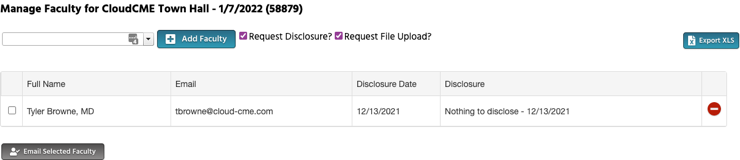 Manage Faculty for CloudCME Town Hall - 1/7/2022 (58879)
Add Faculty Request Disclosure? Request File Upload? Export XLS
Full Name Email Disclosure Date Disclosure
Tyler Browne, MD tbrowne@cloud-cme.com 12/13/2021 Nothing to disclose - 12/13/2021
Email Selected Faculty